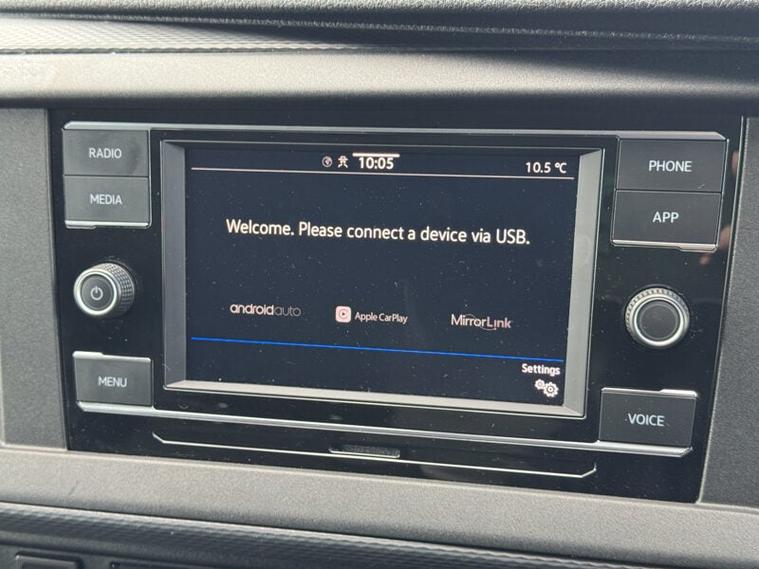 RADIO
MEDIA
MENU
10:05
10.5 °C
Welcome. Please connect a device via USB.
androidauto
Apple CarPlay
MirrorLink
Settings
PHONE
APP
VOICE